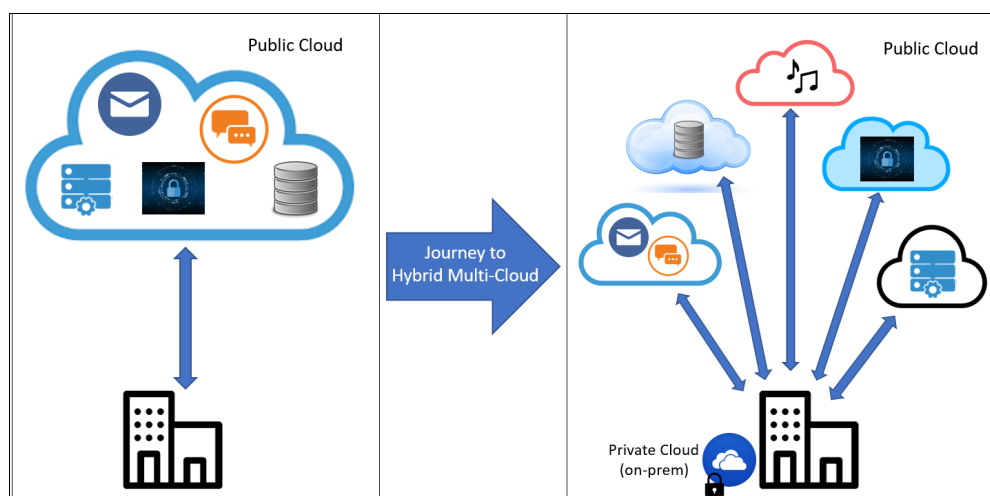 Public Cloud
Journey to
Hybrid Multi-Cloud
Public Cloud
Private Cloud
(on-prem)